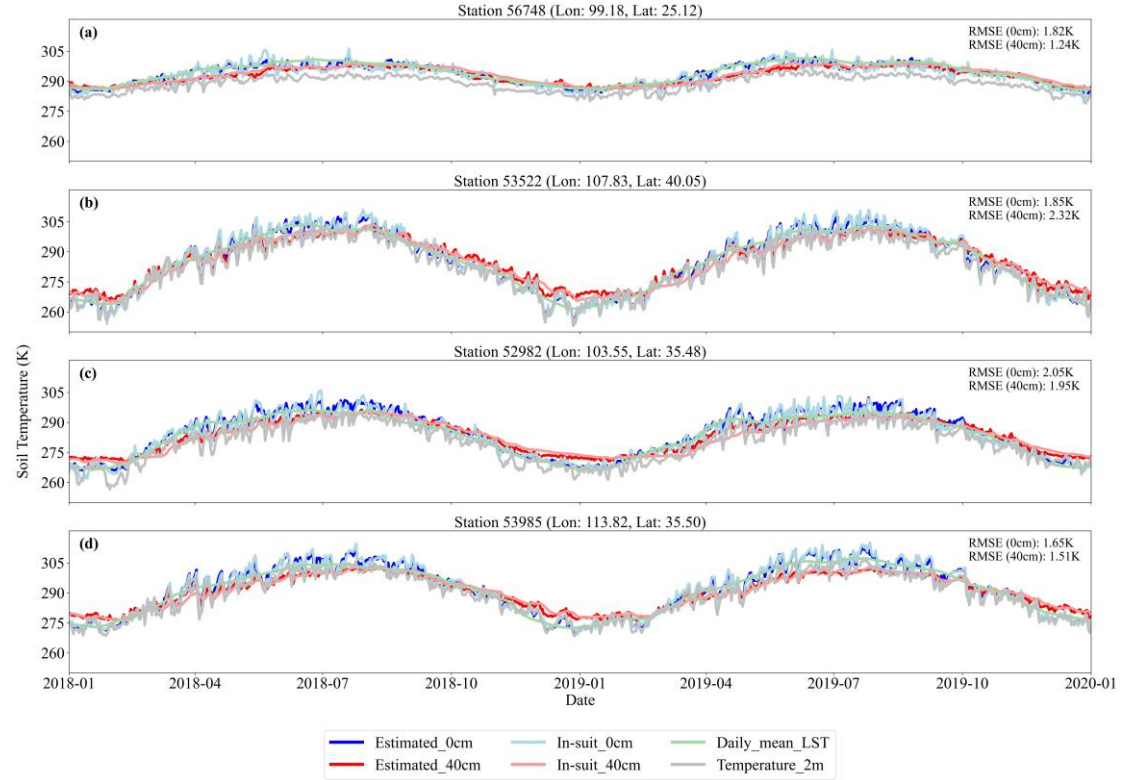 Station 56748 (Lon: 99.18, Lat: 25.12)
(a)
RMSE (0cm): 1.82K
RMSE (40cm): 1.24K
305
290
275
260
Station 53522 (Lon: 107.83, Lat: 40.05)
(b)
RMSE (0cm): 1.85K
RMSE (40cm): 2.32K
305
290
275
260
Soil Temperature (K)
Station 52982 (Lon: 103.55, Lat: 35.48)
(c)
RMSE (0cm): 2.05K
RMSE (40cm): 1.95K
305
290
275
260
Station 53985 (Lon: 113.82, Lat: 35.50)
(d)
RMSE (0cm): 1.65K
RMSE (40cm): 1.51K
305
290
275
260
2018-01 2018-04 2018-07 2018-10 2019-01 2019-04 2019-07 2019-10 2020-01
Date
Estimated_0cm In-suit_0cm Daily_mean_LST
Estimated_40cm In-suit_40cm Temperature_2m